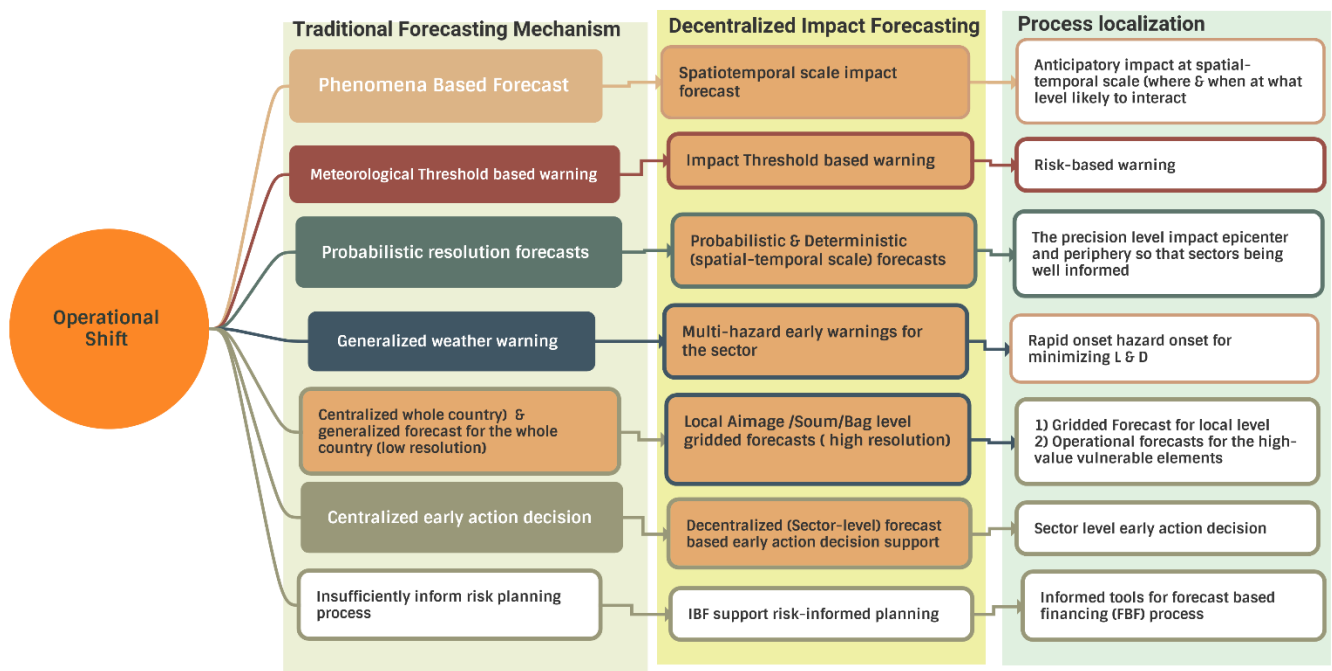 Traditional Forecasting Mechanism
Decentralized Impact Forecasting
Process localization
Operational
Shift
Phenomena Based Forecast
Spatiotemporal scale impact
forecast
Anticipatory impact at spatial-
temporal scale (where & when at what
level likely to interact
Meteorological Threshold based warning
Impact Threshold based warning
Risk-based warning
Probabilistic resolution forecasts
Probabilistic & Deterministic
(spatial-temporal scale) forecasts
The precision level impact epicenter
and periphery so that sectors being
well informed
Generalized weather warning
Multi-hazard early warnings for
the sector
Rapid onset hazard onset for
minimizing L & D
Centralized whole country) &
generalized forecast for the whole
country (low resolution)
Local Aimage /Soum/Bag level
gridded forecasts ( high resolution)
1) Gridded Forecast for local level
2) Operational forecasts for the high-
value vulnerable elements
Centralized early action decision
Decentralized (Sector-level) forecast
based early action decision support
Sector level early action decision
Insufficiently inform risk planning
process
IBF support risk-informed planning
Informed tools for forecast based
financing (FBF) process